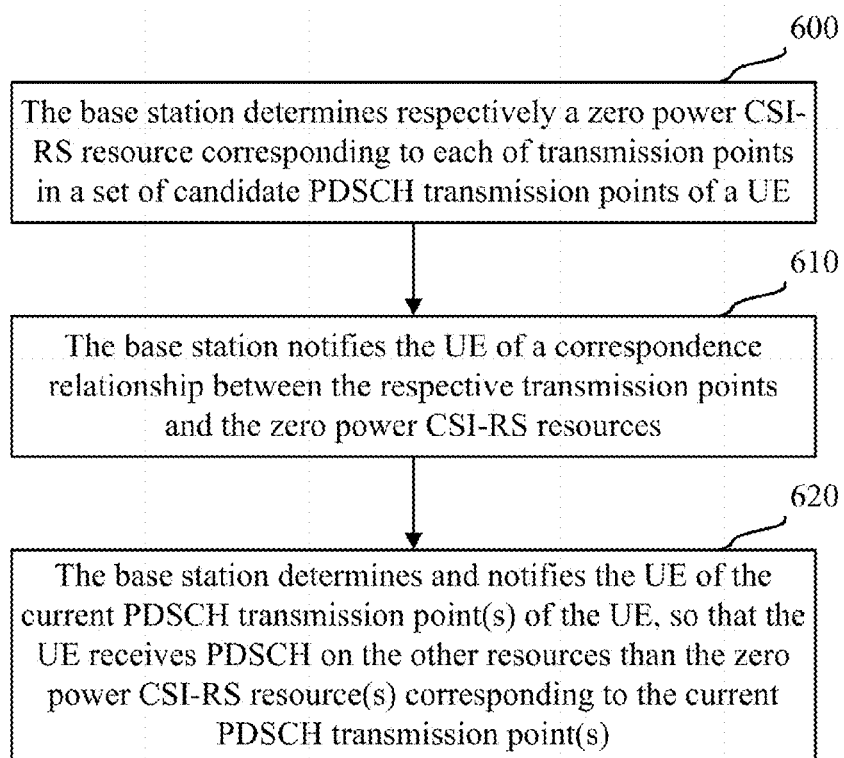 600
The base station determines respectively a zero power CSI-
RS resource corresponding to each of transmission points
in a set of candidate PDSCH transmission points of a UE
610
The base station notifies the UE of a correspondence
relationship between the respective transmission points
and the zero power CSI-RS resources
620
The base station determines and notifies the UE of the
current PDSCH transmission point(s) of the UE, so that the
UE receives PDSCH on the other resources than the zero
power CSI-RS resource(s) corresponding to the current
PDSCH transmission point(s)